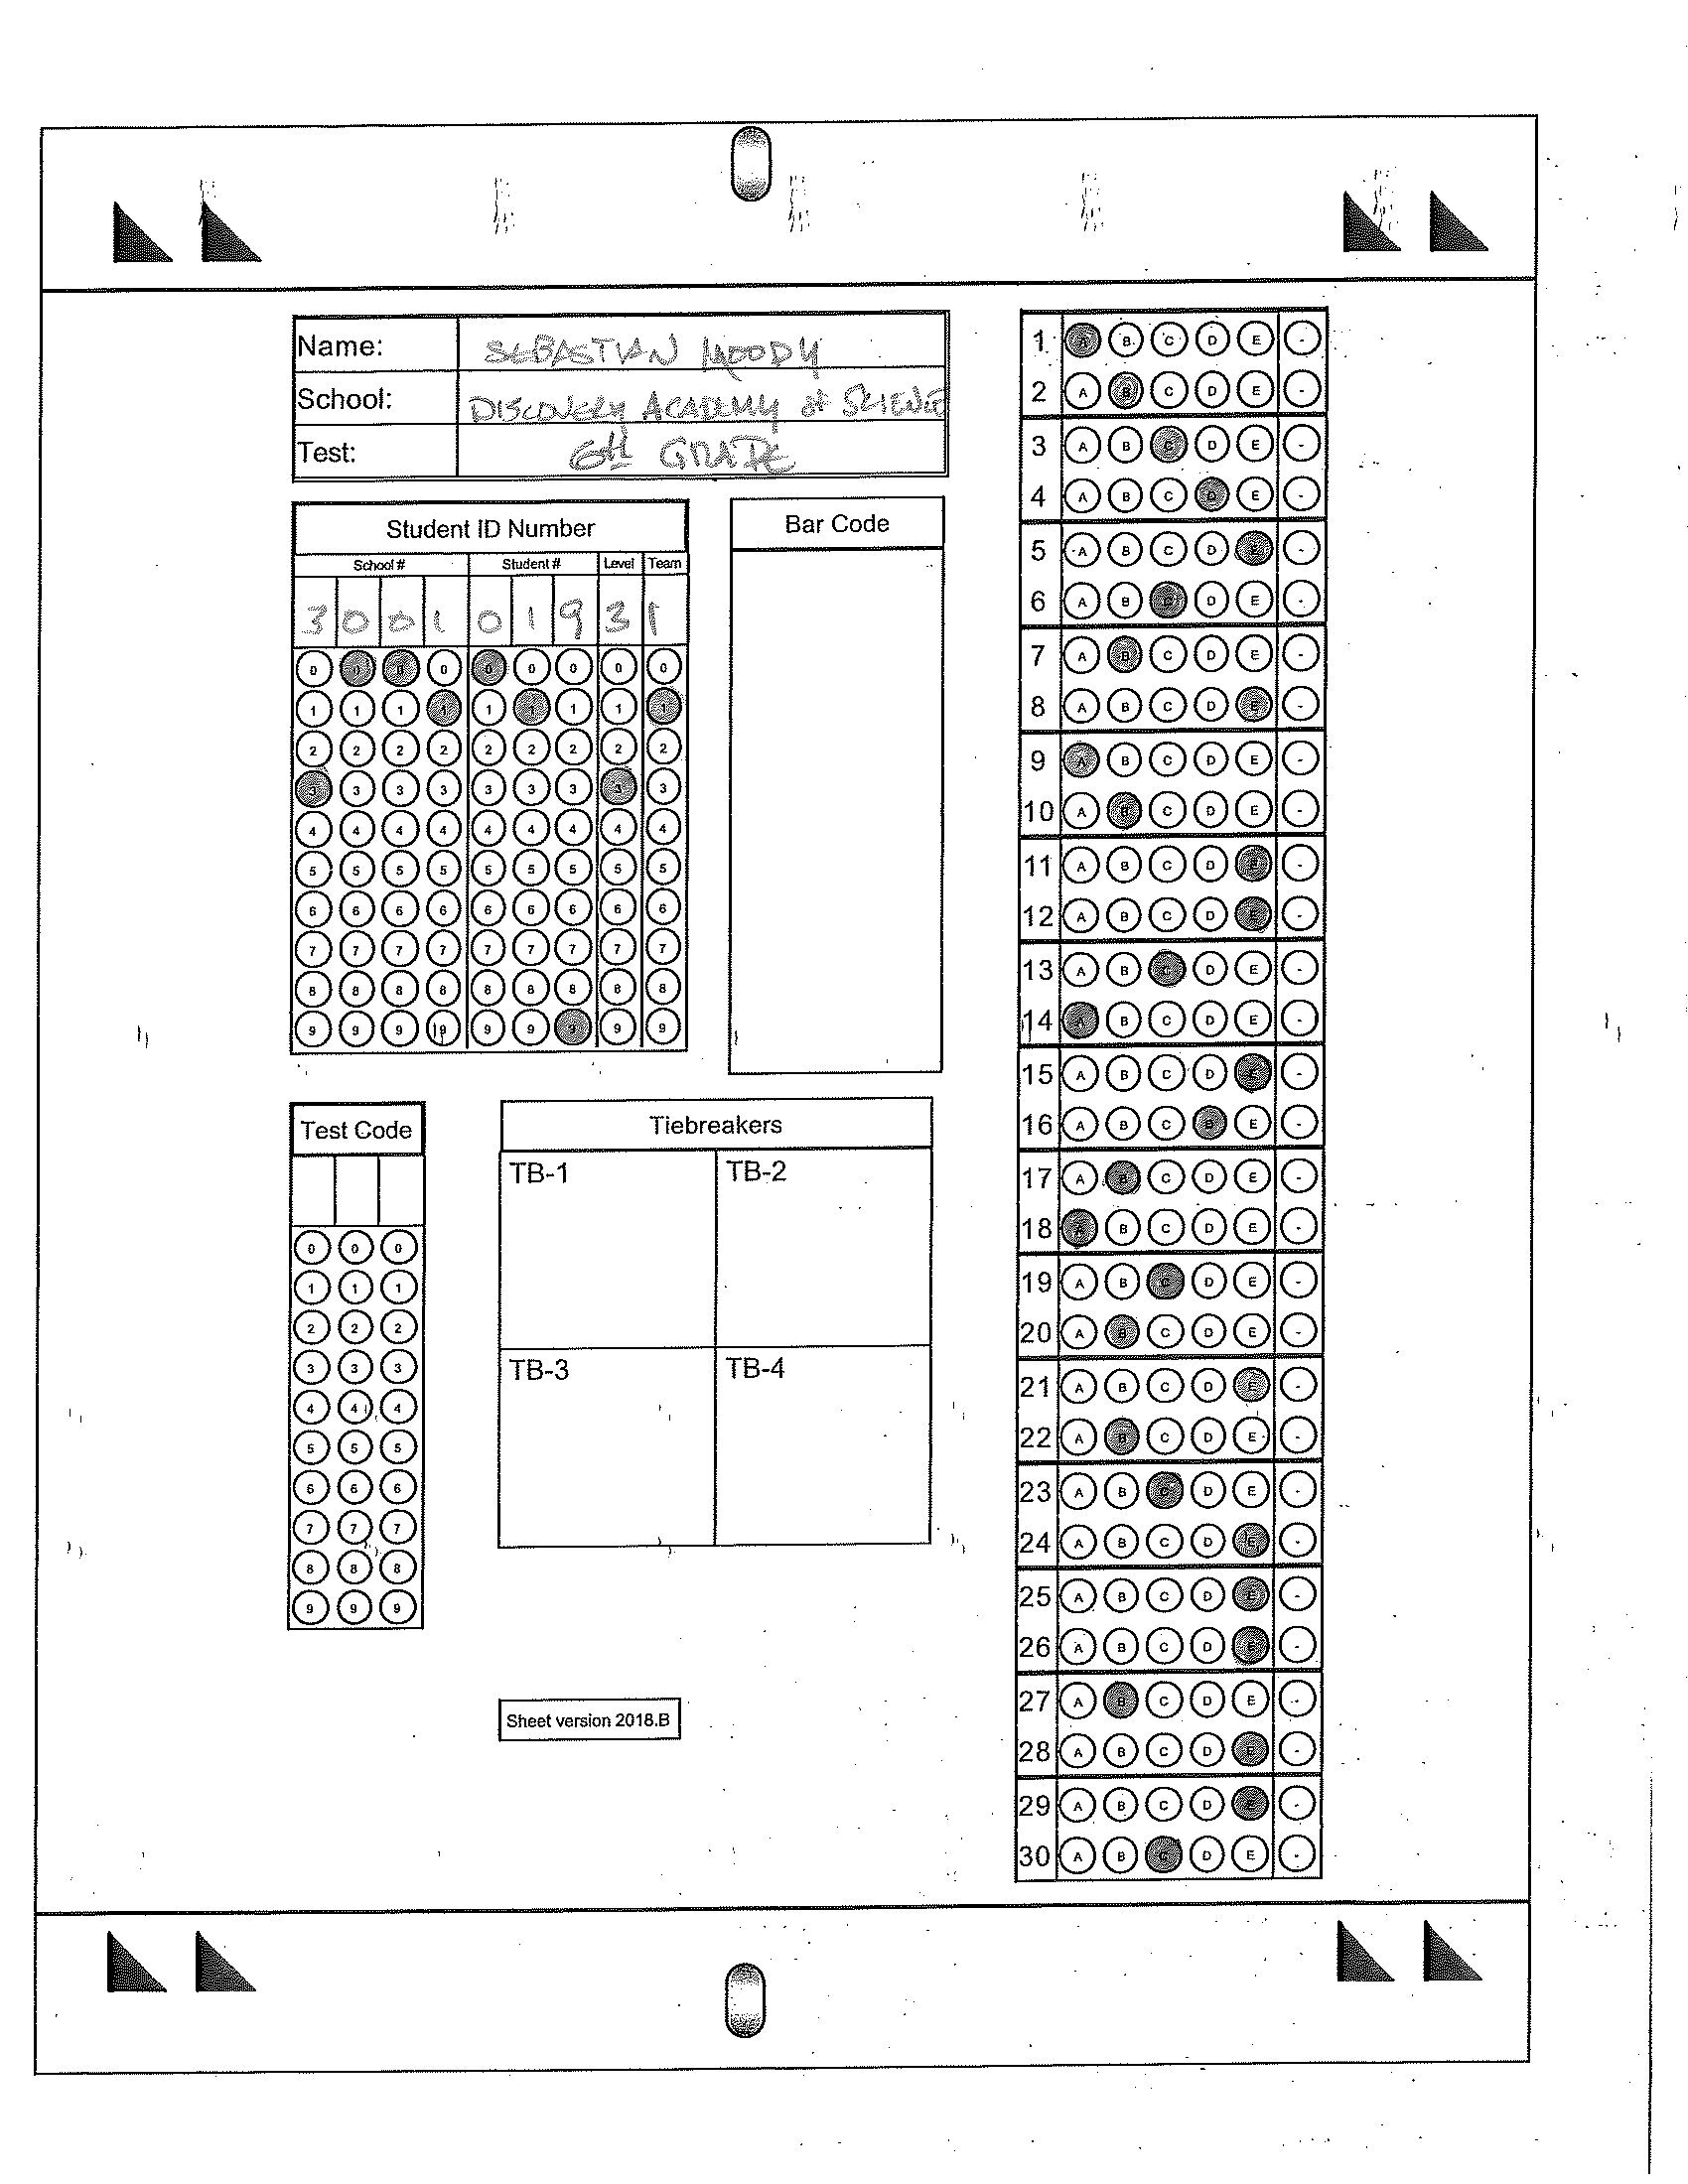 Name: SEBASTIAN MOODY
School: DISCOVERY ACADEMY of SCIENCE
Test: 6th GRADE
Student ID Number
School # Student # Level Team
3 0 0 1 0 1 9 3 1
0 0 0 0 0 0 0 0 0
1 1 1 1 1 1 1 1 1
2 2 2 2 2 2 2 2 2
3 3 3 3 3 3 3 3 3
4 4 4 4 4 4 4 4 4
5 5 5 5 5 5 5 5 5
6 6 6 6 6 6 6 6 6
7 7 7 7 7 7 7 7 7
8 8 8 8 8 8 8 8 8
9 9 9 9 9 9 9 9 9
Bar Code
Test Code
0 0 0
1 1 1
2 2 2
3 3 3
4 4 4
5 5 5
6 6 6
7 7 7
8 8 8
9 9 9
Tiebreakers
TB-1 TB-2
TB-3 TB-4
Sheet version 2018.B
1 A B C D E -
2 A B C D E -
3 A B C D E -
4 A B C D E -
5 A B C D E -
6 A B C D E -
7 A B C D E -
8 A B C D E -
9 A B C D E -
10 A B C D E -
11 A B C D E -
12 A B C D E -
13 A B C D E -
14 A B C D E -
15 A B C D E -
16 A B C D E -
17 A B C D E -
18 A B C D E -
19 A B C D E -
20 A B C D E -
21 A B C D E -
22 A B C D E -
23 A B C D E -
24 A B C D E -
25 A B C D E -
26 A B C D E -
27 A B C D E -
28 A B C D E -
29 A B C D E -
30 A B C D E -